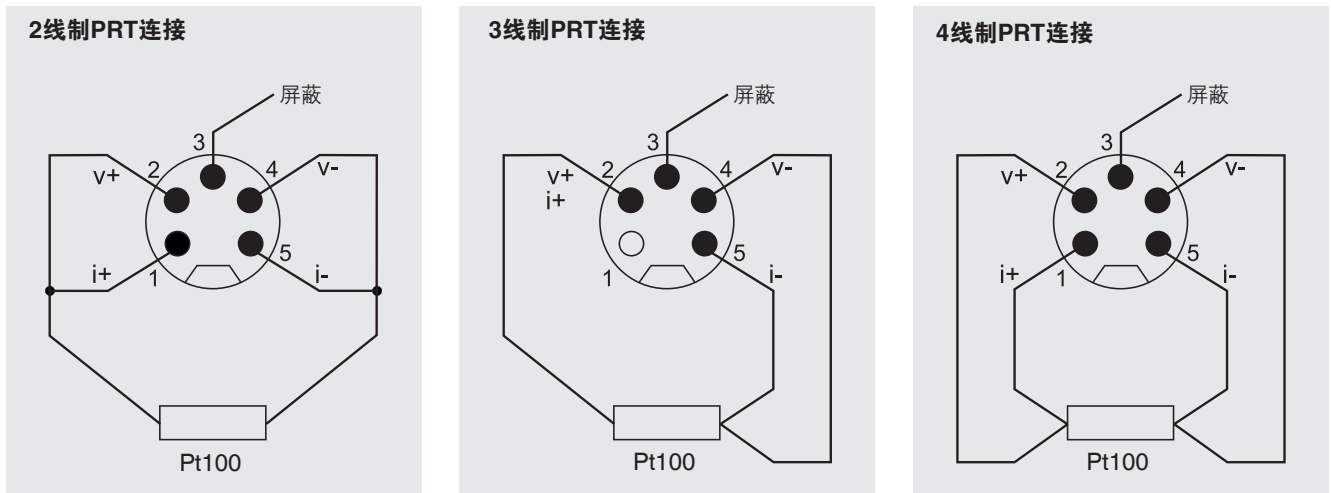 2线制PRT连接
屏蔽
3
2
4
v+
v-
i+
1
5
i-
Pt100
3线制PRT连接
屏蔽
3
2
4
v+
v-
i+
1
5
i-
Pt100
4线制PRT连接
屏蔽
3
2
4
v+
v-
i+
1
5
i-
Pt100